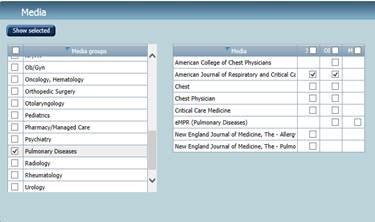 Media
Show selected
Media groups
Ob/Gyn
Oncology, Hematology
Orthopedic Surgery
Otolaryngology
Pediatrics
Pharmacy/Managed Care
Psychiatry
Pulmonary Diseases
Radiology
Rheumatology
Urology
Media J OJ M
American College of Chest Physicians
American Journal of Respiratory and Critical Ca
Chest
Chest Physician
Critical Care Medicine
eMPR (Pulmonary Diseases)
New England Journal of Medicine, The - Allerg
New England Journal of Medicine, The - Pulmo